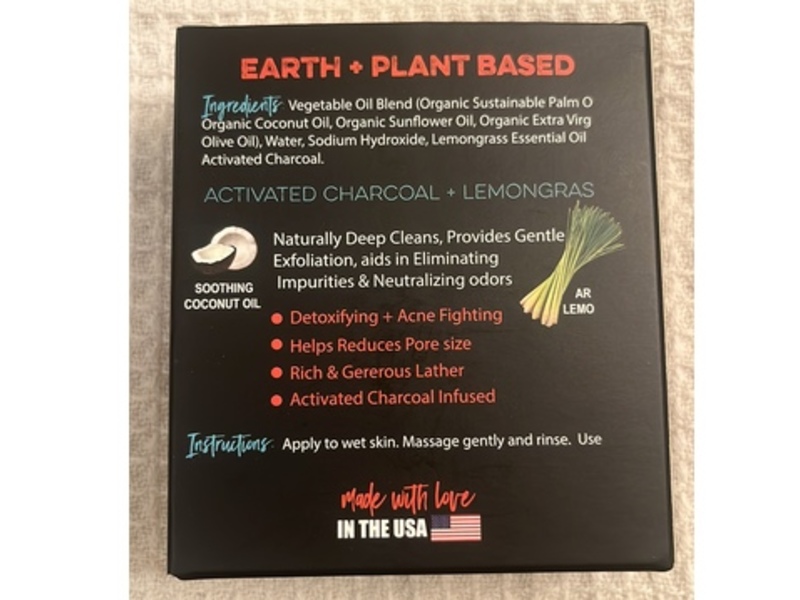 EARTH + PLANT BASED
Ingredients: Vegetable Oil Blend (Organic Sustainable Palm O
Organic Coconut Oil, Organic Sunflower Oil, Organic Extra Virg
Olive Oil), Water, Sodium Hydroxide, Lemongrass Essential Oil
Activated Charcoal.
ACTIVATED CHARCOAL + LEMONGRAS
Naturally Deep Cleans, Provides Gentle
Exfoliation, aids in Eliminating
Impurities & Neutralizing odors
SOOTHING
COCONUT OIL
AR
LEMO
Detoxifying + Acne Fighting
Helps Reduces Pore size
Rich & Gererous Lather
Activated Charcoal Infused
Instructions: Apply to wet skin. Massage gently and rinse. Use
made with love
IN THE USA